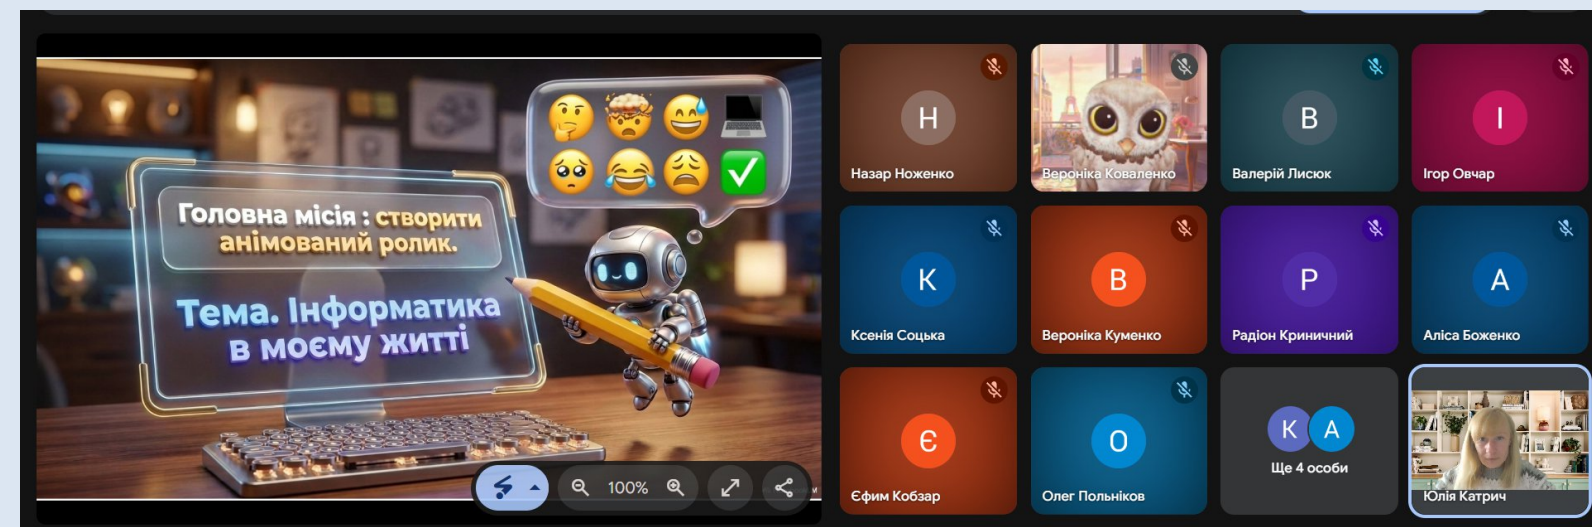 Головна місія : створити
анімований ролик.
Тема. Інформатика
в моєму житті
100%
Н
Назар Ноженко
Вероніка Коваленко
В
Валерій Лисюк
І
Ігор Овчар
К
Ксенія Соцька
В
Вероніка Куменко
Р
Радіон Криничний
А
Аліса Боженко
Є
Єфим Кобзар
О
Олег Польніков
К А
Ще 4 особи
Юлія Катрич